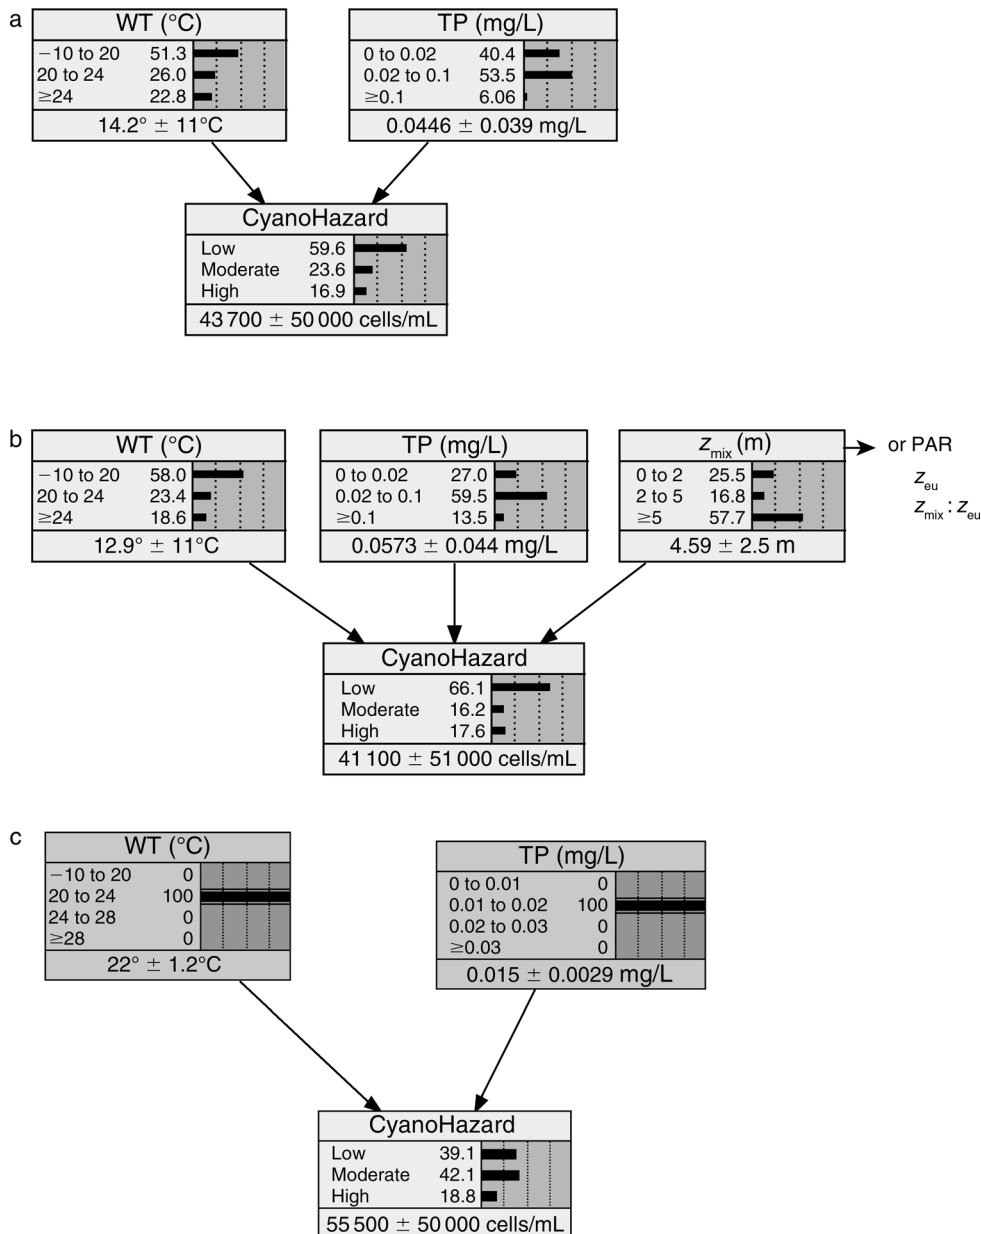 a
WT (°C)
−10 to 20 51.3
20 to 24 26.0
≥24 22.8
14.2° ± 11°C
TP (mg/L)
0 to 0.02 40.4
0.02 to 0.1 53.5
≥0.1 6.06
0.0446 ± 0.039 mg/L
CyanoHazard
Low 59.6
Moderate 23.6
High 16.9
43 700 ± 50 000 cells/mL
b
WT (°C)
−10 to 20 58.0
20 to 24 23.4
≥24 18.6
12.9° ± 11°C
TP (mg/L)
0 to 0.02 27.0
0.02 to 0.1 59.5
≥0.1 13.5
0.0573 ± 0.044 mg/L
zmix (m)
0 to 2 25.5
2 to 5 16.8
≥5 57.7
4.59 ± 2.5 m
or PAR
zeu
zmix : zeu
CyanoHazard
Low 66.1
Moderate 16.2
High 17.6
41 100 ± 51 000 cells/mL
c
WT (°C)
−10 to 20 0
20 to 24 100
24 to 28 0
≥28 0
22° ± 1.2°C
TP (mg/L)
0 to 0.01 0
0.01 to 0.02 100
0.02 to 0.03 0
≥0.03 0
0.015 ± 0.0029 mg/L
CyanoHazard
Low 39.1
Moderate 42.1
High 18.8
55 500 ± 50 000 cells/mL